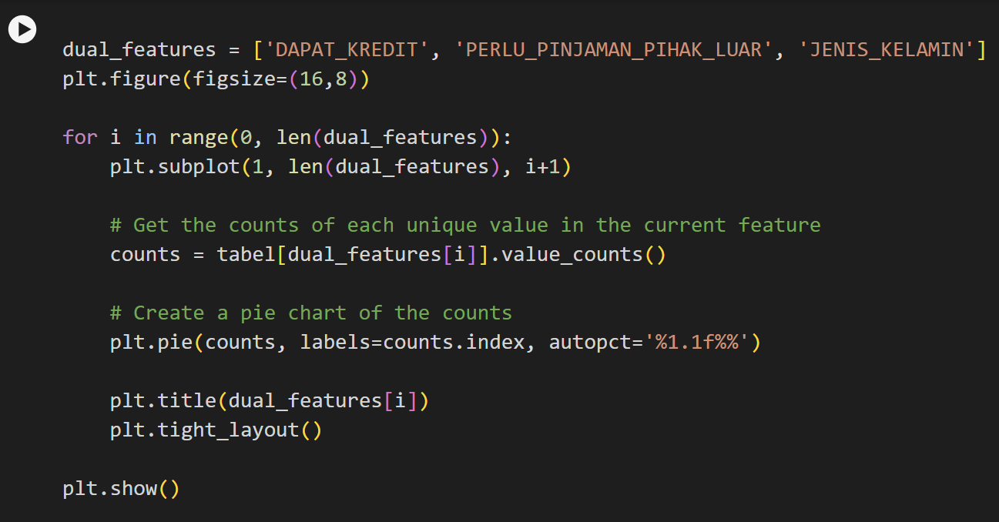 dual_features = ['DAPAT_KREDIT', 'PERLU_PINJAMAN_PIHAK_LUAR', 'JENIS_KELAMIN']
plt.figure(figsize=(16,8))
for i in range(0, len(dual_features)):
    plt.subplot(1, len(dual_features), i+1)
    # Get the counts of each unique value in the current feature
    counts = tabel[dual_features[i]].value_counts()
    # Create a pie chart of the counts
    plt.pie(counts, labels=counts.index, autopct='%1.1f%%')
    plt.title(dual_features[i])
    plt.tight_layout()
plt.show()